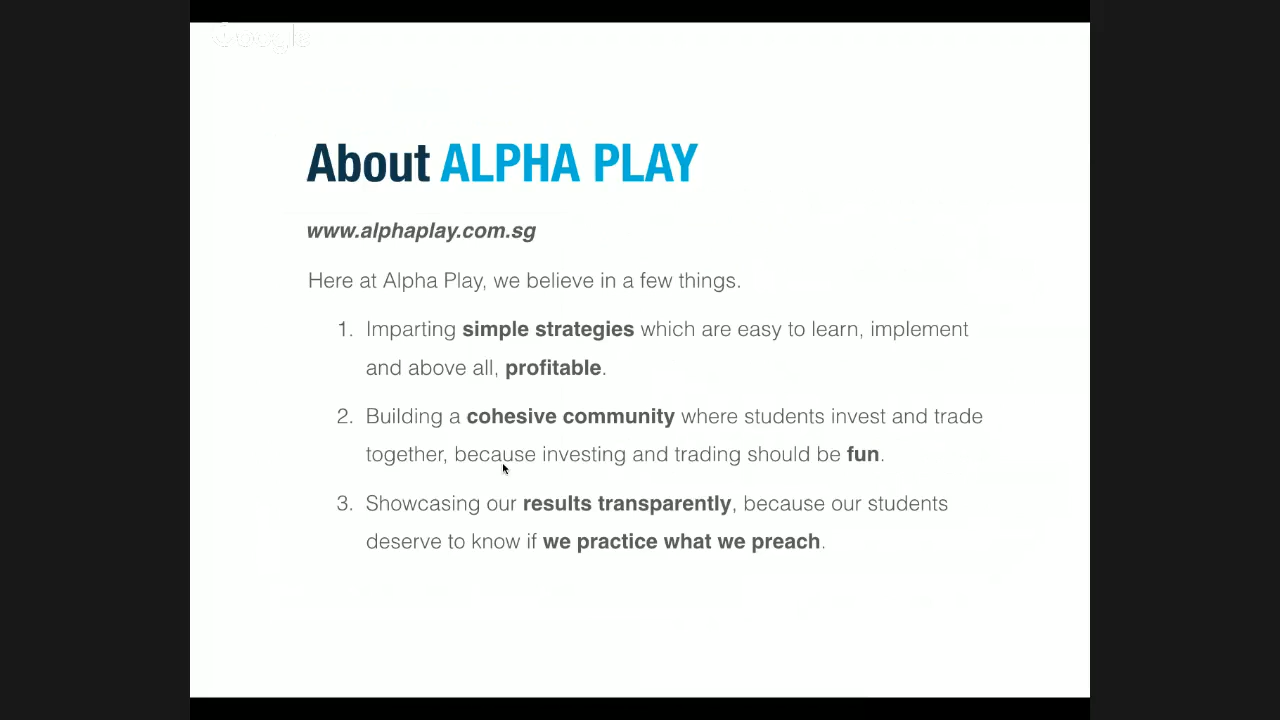 Google
About ALPHA PLAY
www.alphaplay.com.sg
Here at Alpha Play, we believe in a few things.
1. Imparting simple strategies which are easy to learn, implement
and above all, profitable.
2. Building a cohesive community where students invest and trade
together, because investing and trading should be fun.
3. Showcasing our results transparently, because our students
deserve to know if we practice what we preach.